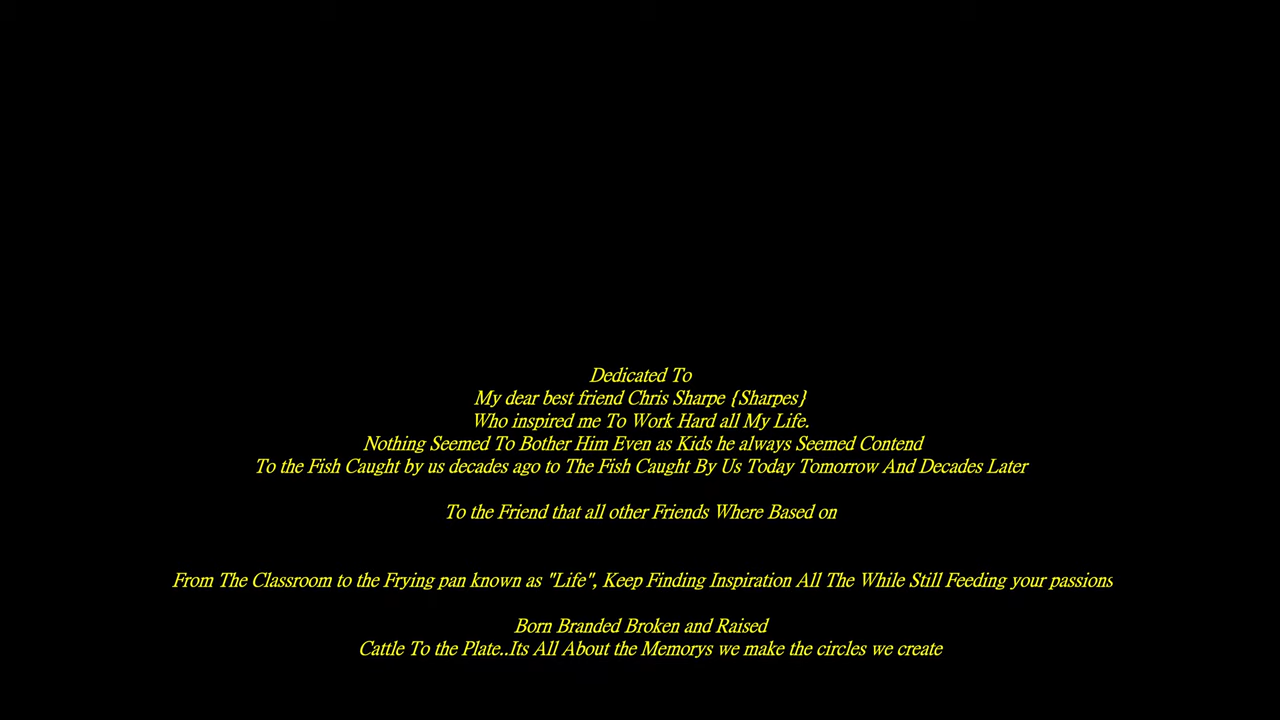 Dedicated To
My dear best friend Chris Sharpe {Sharpes}
Who inspired me To Work Hard all My Life.
Nothing Seemed To Bother Him Even as Kids he always Seemed Contend
To the Fish Caught by us decades ago to The Fish Caught By Us Today Tomorrow And Decades Later
To the Friend that all other Friends Where Based on
From The Classroom to the Frying pan known as "Life", Keep Finding Inspiration All The While Still Feeding your passions
Born Branded Broken and Raised
Cattle To the Plate..Its All About the Memorys we make the circles we create